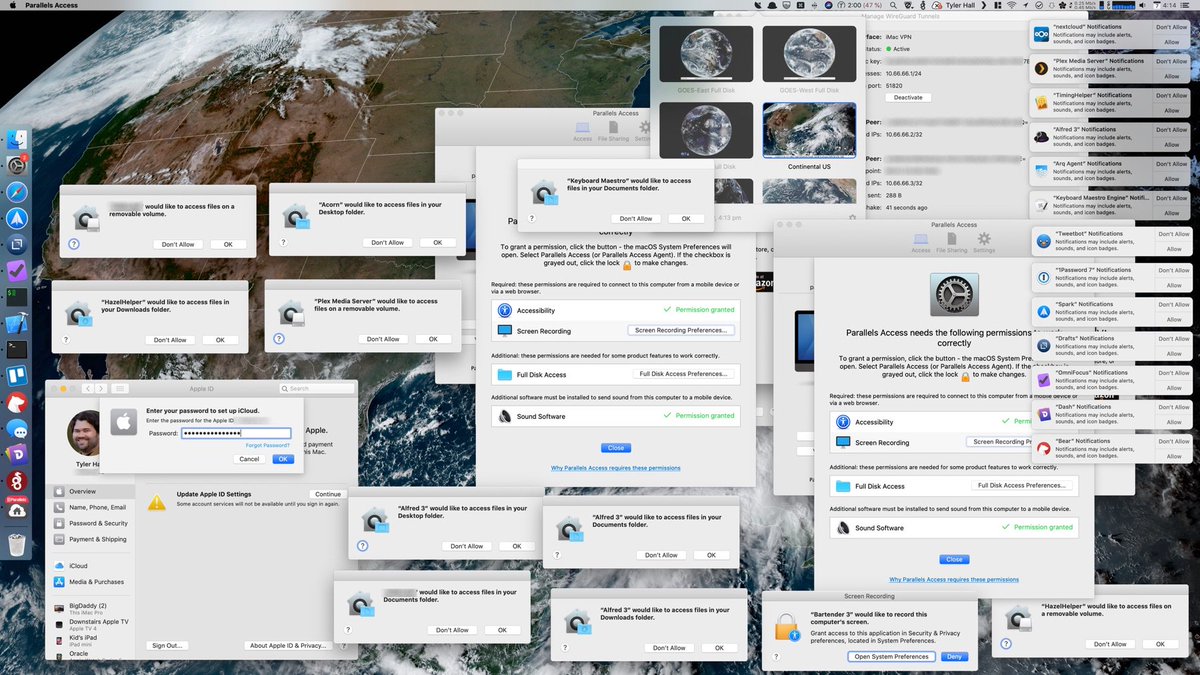 Parallels Access
2:00 (47 %)
Tyler Hall
4:14
Manage WireGuard Tunnels
face: iMac VPN
status: Active
c key:
esses: 10.66.66.1/24
port: 51820
Deactivate
Peer:
d IPs: 10.66.66.2/32
Peer:
point:
d IPs: 10.66.66.3/32
shake: 41 seconds ago
GOES-East Full Disk
GOES-West Full Disk
ll Disk
Continental US
4:13 pm
"nextcloud" Notifications
Notifications may include alerts, sounds, and icon badges.
Don't Allow
Allow
"Plex Media Server" Notifications
Notifications may include alerts, sounds, and icon badges.
Don't Allow
Allow
"TimingHelper" Notifications
Notifications may include alerts, sounds, and icon badges.
Don't Allow
Allow
"Alfred 3" Notifications
Notifications may include alerts, sounds, and icon badges.
Don't Allow
Allow
"Arq Agent" Notifications
Notifications may include alerts, sounds, and icon badges.
Don't Allow
Allow
"Keyboard Maestro Engine" Notifi...
Notifications may include alerts, sounds, and icon badges.
Don't Allow
Allow
"Tweetbot" Notifications
Notifications may include alerts, sounds, and icon badges.
Don't Allow
Allow
"1Password 7" Notifications
Notifications may include alerts, sounds, and icon badges.
Don't Allow
Allow
"Spark" Notifications
Notifications may include alerts, sounds, and icon badges.
Don't Allow
Allow
"Drafts" Notifications
Notifications may include alerts, sounds, and icon badges.
Don't Allow
Allow
"OmniFocus" Notifications
Notifications may include alerts, sounds, and icon badges.
Don't Allow
Allow
"Dash" Notifications
Notifications may include alerts, sounds, and icon badges.
Don't Allow
Allow
"Bear" Notifications
Notifications may include alerts, sounds, and icon badges.
Don't Allow
Allow
would like to access files on a
removable volume.
Don't Allow
OK
"Acorn" would like to access files in your
Desktop folder.
Don't Allow
OK
"Keyboard Maestro" would like to access
files in your Documents folder.
Don't Allow
OK
"HazelHelper" would like to access files in
your Downloads folder.
Don't Allow
OK
"Plex Media Server" would like to access
files on a removable volume.
Don't Allow
OK
Parallels Access
Access
File Sharing
correctly
To grant a permission, click the button - the macOS System Preferences will
open. Select Parallels Access (or Parallels Access Agent). If the checkbox is
grayed out, click the lock to make changes.
Required: these permissions are required to connect to this computer from a mobile device or
via a web browser.
Accessibility
Permission granted
Screen Recording
Screen Recording Preferences...
Additional: these permissions are needed for some product features to work correctly.
Full Disk Access
Full Disk Access Preferences...
Additional software must be installed to send sound from this computer to a mobile device.
Sound Software
Permission granted
Close
Why Parallels Access requires these permissions
Parallels Access
Access
File Sharing
Settings
Parallels Access needs the following permissions to work
correctly
To grant a permission, click the button - the macOS System Pre
open. Select Parallels Access (or Parallels Access Agent). If the
grayed out, click the lock to make changes.
Required: these permissions are required to connect to this computer from a m
or via a web browser.
Accessibility
Perm
Screen Recording
Screen Recording Pr
Additional: these permissions are needed for some product features to work correctly.
Full Disk Access
Full Disk Access Preferences...
Additional software must be installed to send sound from this computer to a mobile device.
Sound Software
Permission granted
Close
Why Parallels Access requires these permissions
Apple ID
Search
Enter your password to set up iCloud.
Enter the password for the Apple ID
Password:
Forgot Password?
Cancel
OK
Apple.
d payment
this Mac.
Tyler Ha
Overview
Name, Phone, Email
Password & Security
Payment & Shipping
iCloud
Media & Purchases
BigDaddy (2)
This iMac Pro
Downstairs Apple TV
Apple TV 4
Kid's iPad
iPad mini
Oracle
Update Apple ID Settings
Some account services will not be available until you sign in again.
Continue
Sign Out...
About Apple ID & Privacy...
"Alfred 3" would like to access files in your
Desktop folder.
Don't Allow
OK
"Alfred 3" would like to access files in your
Documents folder.
Don't Allow
OK
would like to access files in your
Documents folder.
Don't Allow
OK
"Alfred 3" would like to access files in your
Downloads folder.
Don't Allow
OK
Screen Recording
"Bartender 3" would like to record this
computer's screen.
Grant access to this application in Security & Privacy
preferences, located in System Preferences.
Open System Preferences
Deny
"HazelHelper" would like to access files on
a removable volume.
Don't Allow
OK